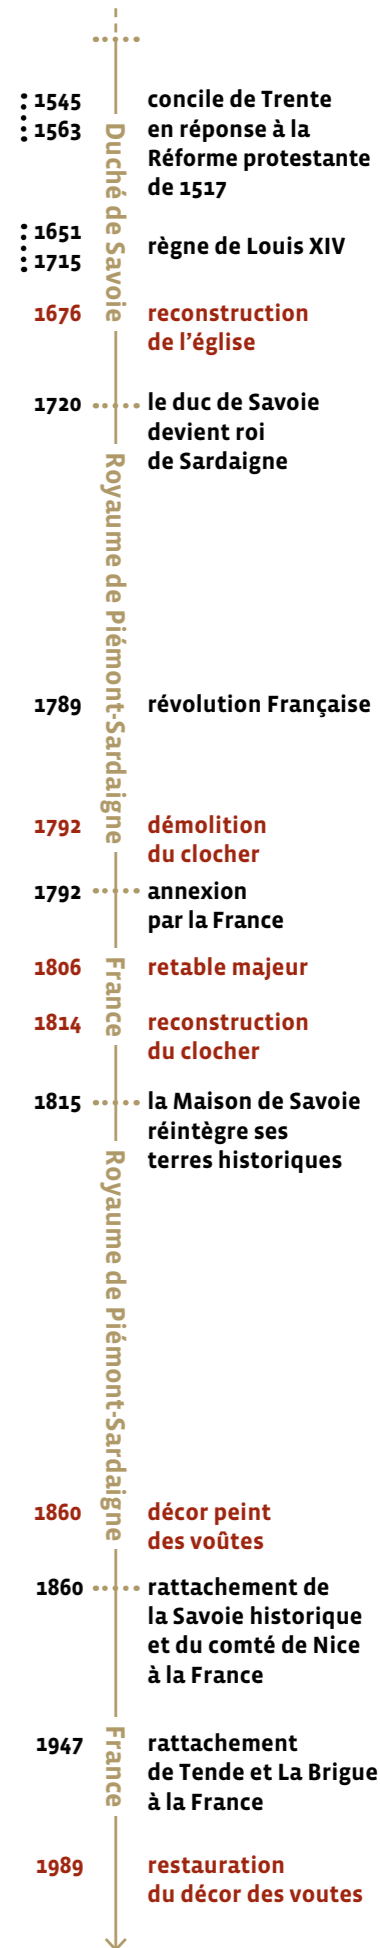 1545
1563
concile de Trente
en réponse à la
Réforme protestante
de 1517
Duché de Savoie
1651
1715
règne de Louis XIV
1676
reconstruction
de l’église
1720
le duc de Savoie
devient roi
de Sardaigne
Royaume de Piémont-Sardaigne
1789
révolution Française
1792
démolition
du clocher
1792
annexion
par la France
France
1806
retable majeur
1814
reconstruction
du clocher
1815
la Maison de Savoie
réintègre ses
terres historiques
Royaume de Piémont-Sardaigne
1860
décor peint
des voûtes
1860
rattachement de
la Savoie historique
et du comté de Nice
à la France
France
1947
rattachement
de Tende et La Brigue
à la France
1989
restauration
du décor des voutes